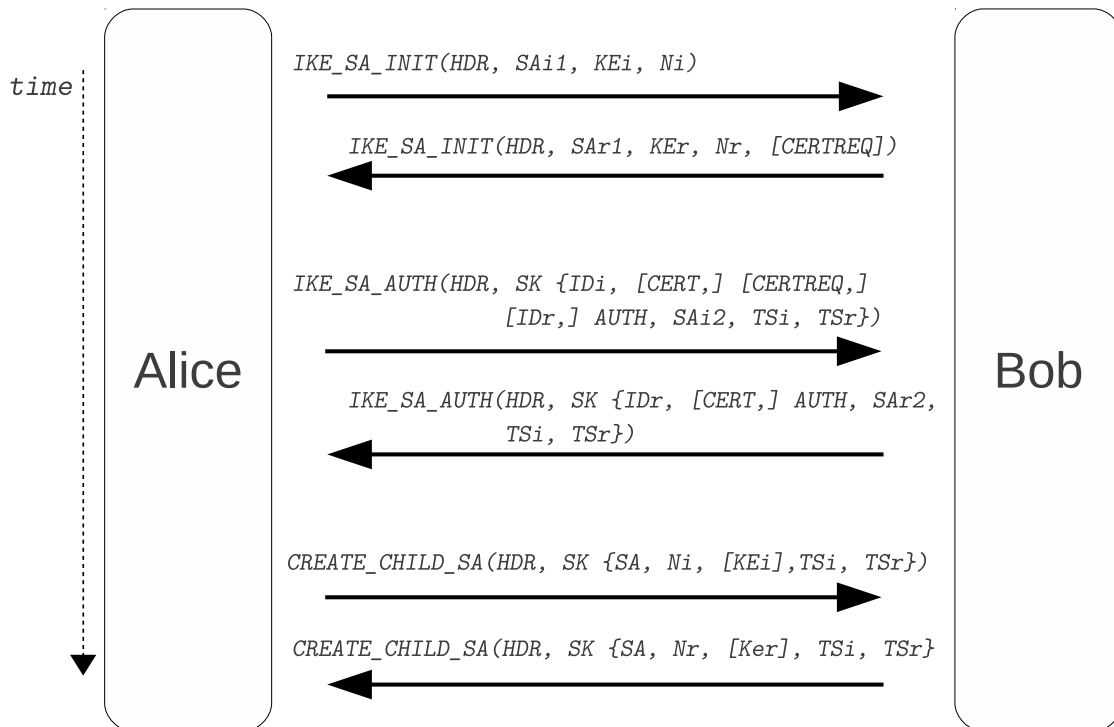 IKE_SA_INIT(HDR, SAi1, KEi, Ni)
time
IKE_SA_INIT(HDR, SAr1, KEr, Nr, [CERTREQ])
IKE_SA_AUTH(HDR, SK {IDi, [CERT,] [CERTREQ,]
[IDr,] AUTH, SAi2, TSi, TSr})
Alice
Bob
IKE_SA_AUTH(HDR, SK {IDr, [CERT,] AUTH, SAr2,
TSi, TSr})
CREATE_CHILD_SA(HDR, SK {SA, Ni, [KEi],TSi, TSr})
CREATE_CHILD_SA(HDR, SK {SA, Nr, [Ker], TSi, TSr}